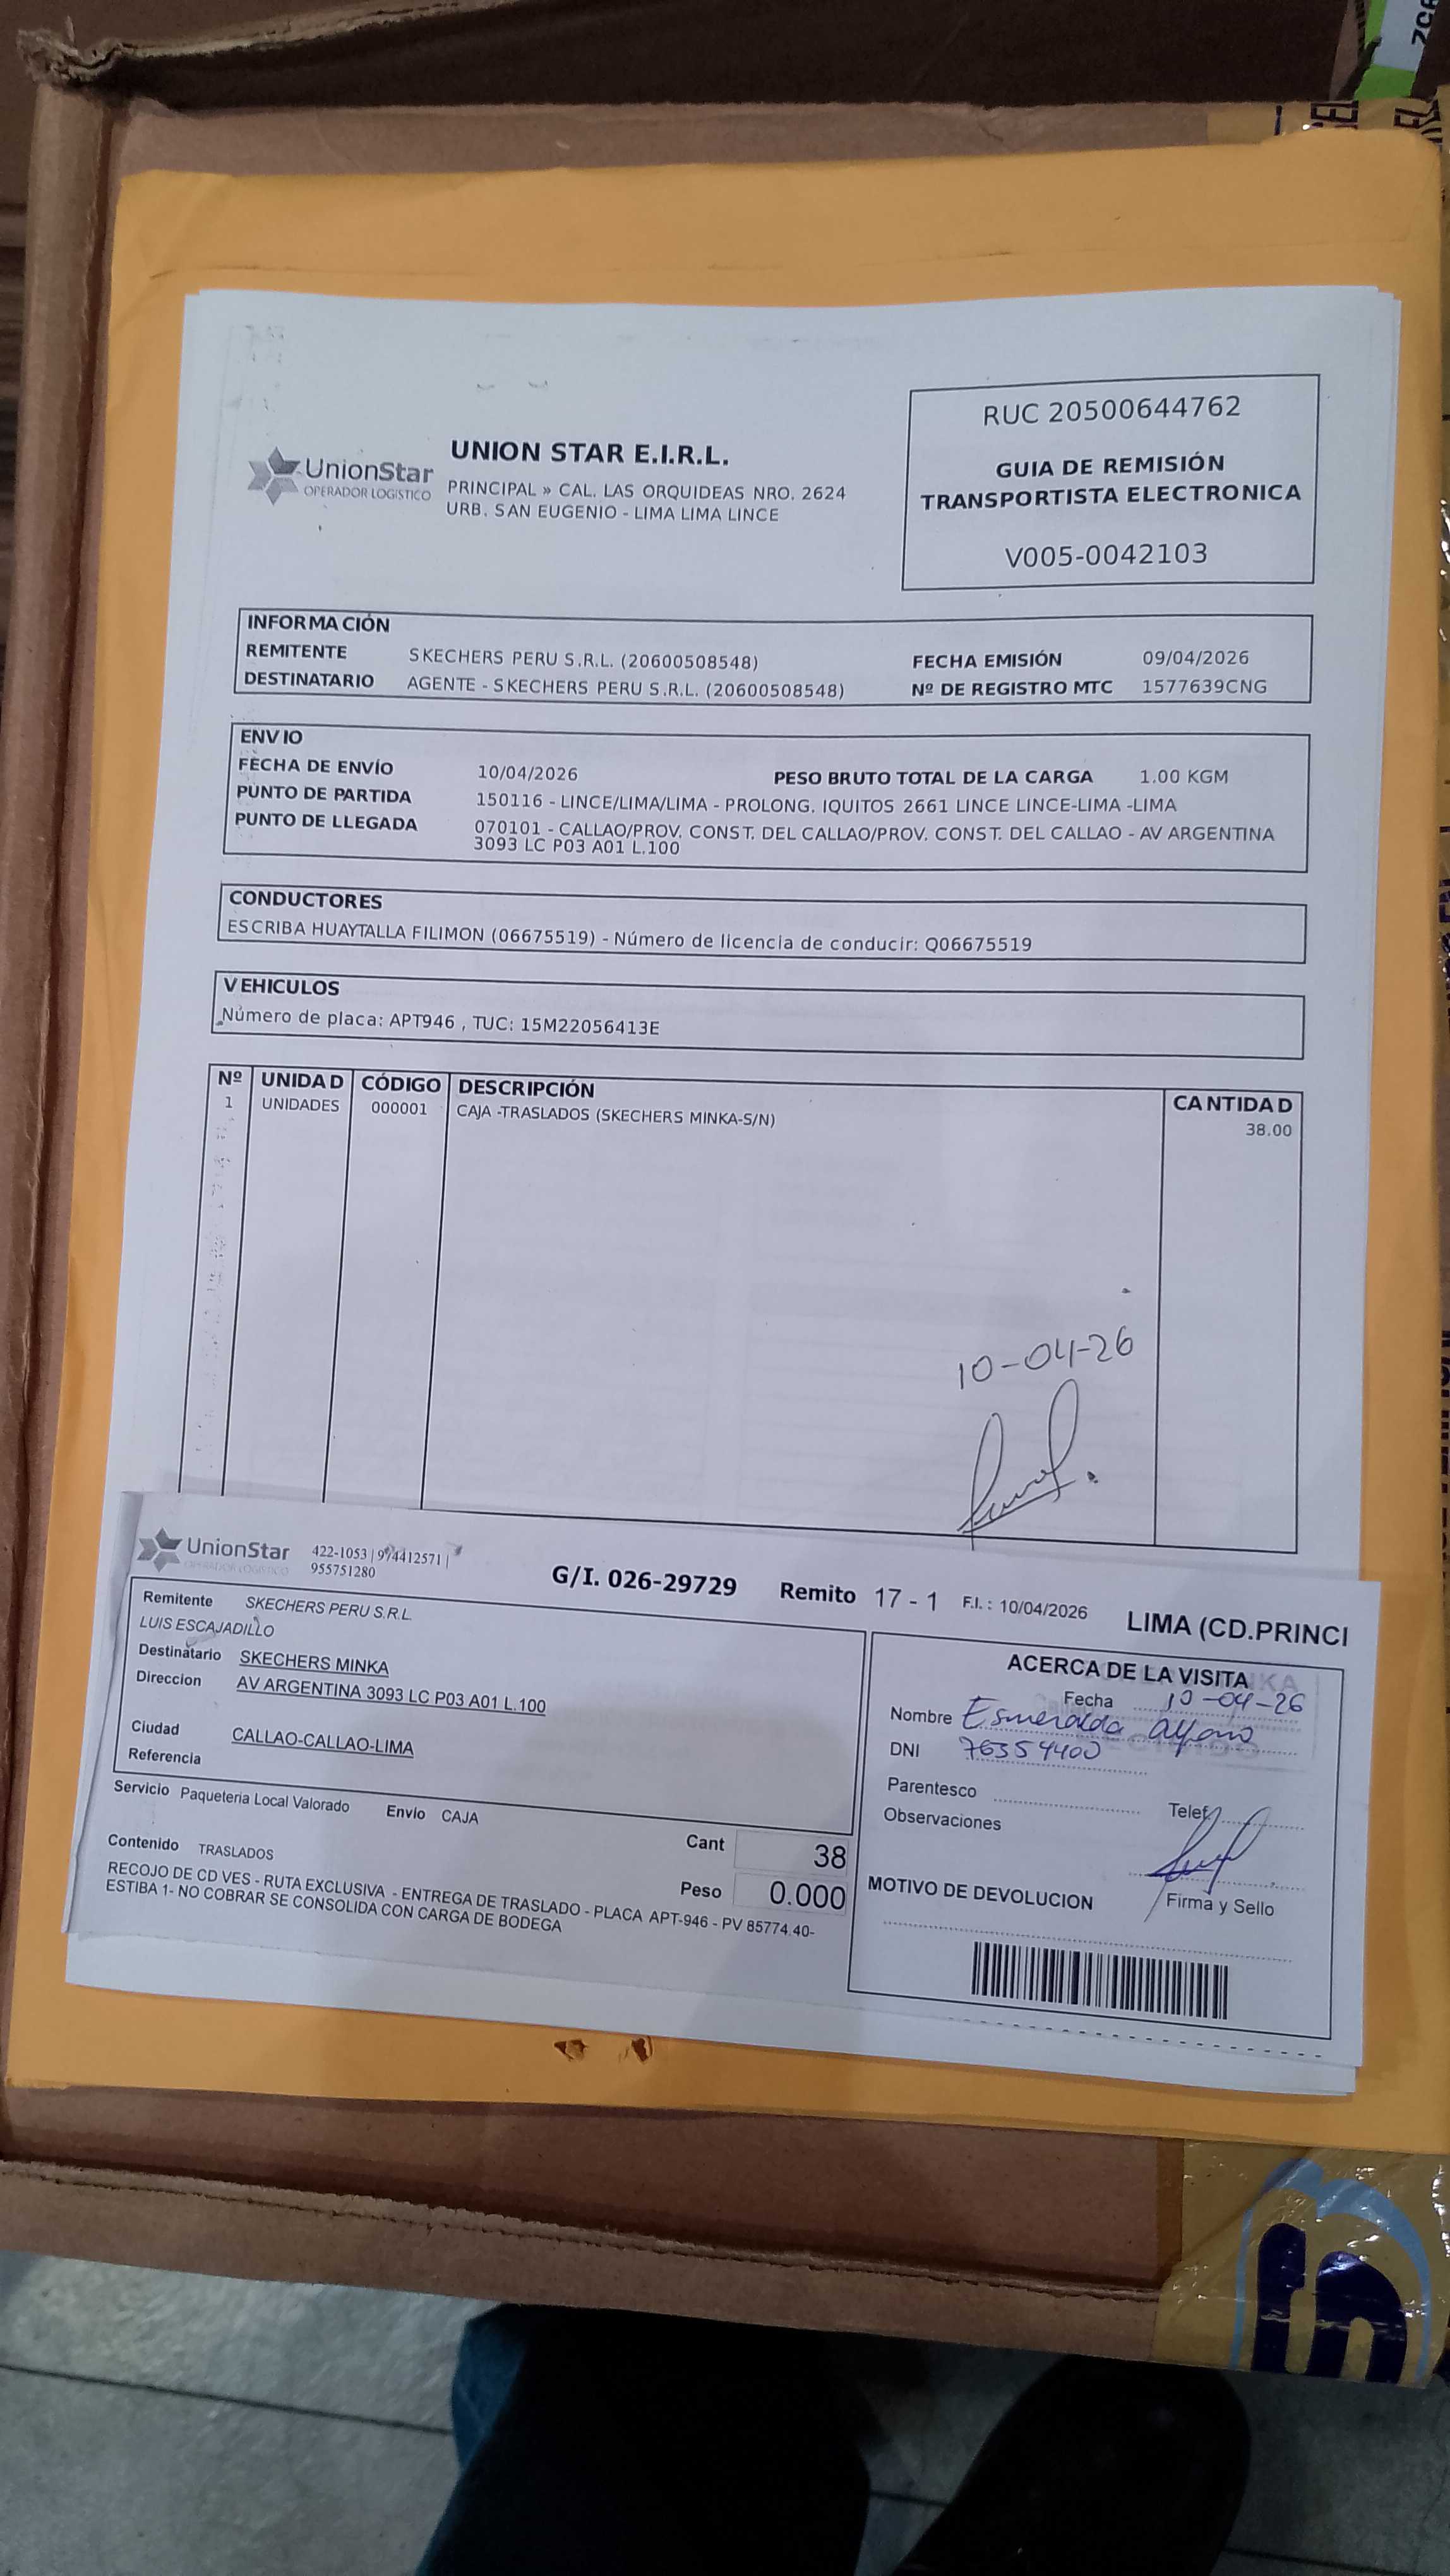 UnionStar
OPERADOR LOGISTICO
UNION STAR E.I.R.L.
PRINCIPAL » CAL. LAS ORQUIDEAS NRO. 2624
URB. SAN EUGENIO - LIMA LIMA LINCE
RUC 20500644762
GUIA DE REMISIÓN
TRANSPORTISTA ELECTRONICA
V005-0042103
INFORMACIÓN
REMITENTE SKECHERS PERU S.R.L. (20600508548) FECHA EMISIÓN 09/04/2026
DESTINATARIO AGENTE - SKECHERS PERU S.R.L. (20600508548) Nº DE REGISTRO MTC 1577639CNG
ENVIO
FECHA DE ENVÍO 10/04/2026 PESO BRUTO TOTAL DE LA CARGA 1.00 KGM
PUNTO DE PARTIDA 150116 - LINCE/LIMA/LIMA - PROLONG. IQUITOS 2661 LINCE LINCE-LIMA -LIMA
PUNTO DE LLEGADA 070101 - CALLAO/PROV. CONST. DEL CALLAO/PROV. CONST. DEL CALLAO - AV ARGENTINA
3093 LC P03 A01 L.100
CONDUCTORES
ESCRIBA HUAYTALLA FILIMON (06675519) - Número de licencia de conducir: Q06675519
VEHICULOS
Número de placa: APT946 , TUC: 15M22056413E
Nº UNIDAD CÓDIGO DESCRIPCIÓN CANTIDAD
1 UNIDADES 000001 CAJA -TRASLADOS (SKECHERS MINKA-S/N) 38.00
10-04-26
UnionStar 422-1053 | 974412571 |
OPERADOR LOGISTICO 955751280
G/I. 026-29729 Remito 17 - 1 F.I. : 10/04/2026 LIMA (CD.PRINCI
Remitente SKECHERS PERU S.R.L.
LUIS ESCAJADILLO
Destinatario SKECHERS MINKA
Direccion AV ARGENTINA 3093 LC P03 A01 L.100
Ciudad CALLAO-CALLAO-LIMA
Referencia
Servicio Paqueteria Local Valorado Envio CAJA
Contenido TRASLADOS
Cant 38
Peso 0.000
RECOJO DE CD VES - RUTA EXCLUSIVA - ENTREGA DE TRASLADO - PLACA APT-946 - PV 85774.40-
ESTIBA 1- NO COBRAR SE CONSOLIDA CON CARGA DE BODEGA
ACERCA DE LA VISITA
Fecha 10-04-26
Nombre Esmeralda Alfaro
DNI 76354400
Parentesco Telef.
Observaciones
Firma y Sello
MOTIVO DE DEVOLUCION